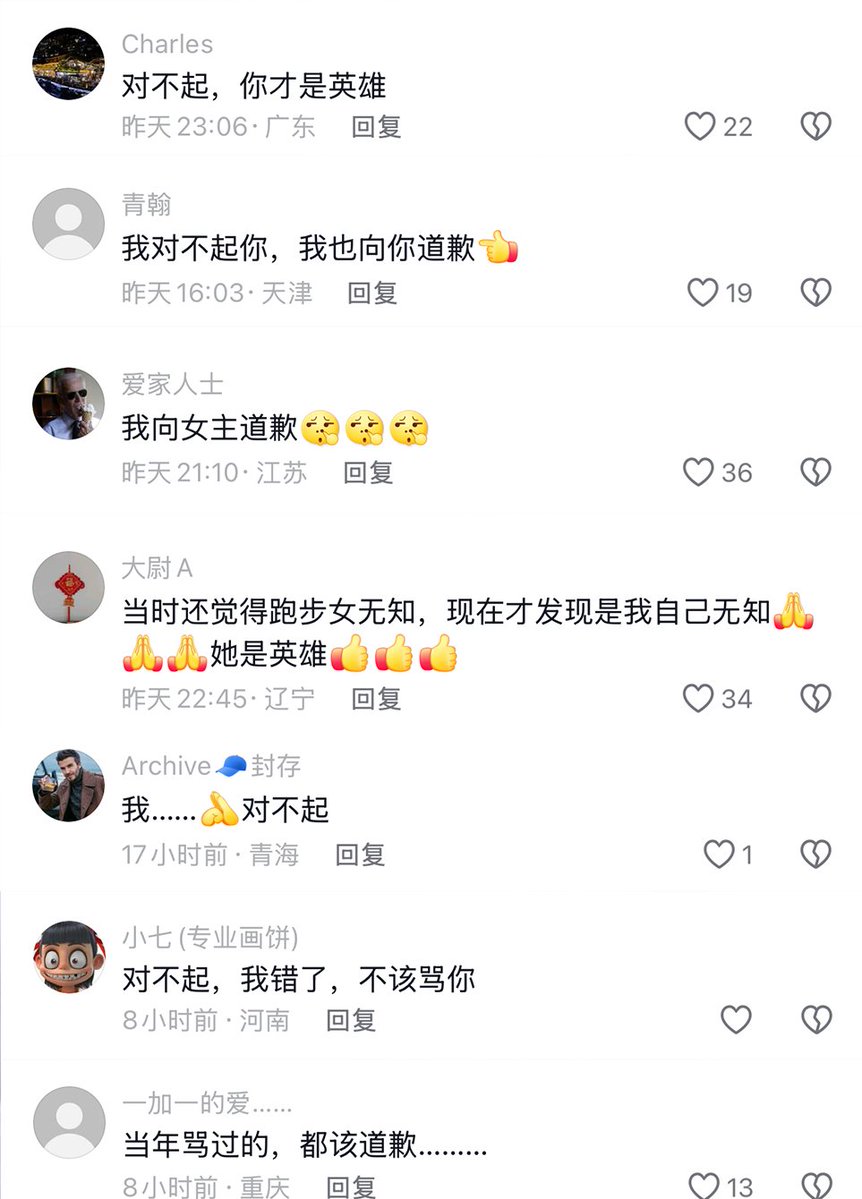 Charles
对不起，你才是英雄
昨天 23:06 · 广东 回复 22
青翰
我对不起你，我也向你道歉👈
昨天 16:03 · 天津 回复 19
爱家人士
我向女主道歉
昨天 21:10 · 江苏 回复 36
大尉 A
当时还觉得跑步女无知，现在才发现是我自己无知🙏
🙏🙏她是英雄👍👍👍
昨天 22:45 · 辽宁 回复 34
Archive🧢封存
我......对不起
17小时前 · 青海 回复 1
小七 (专业画饼)
对不起，我错了，不该骂你
8小时前 · 河南 回复
一加一的爱......
当年骂过的，都该道歉.........
8小时前 · 重庆 回复 13